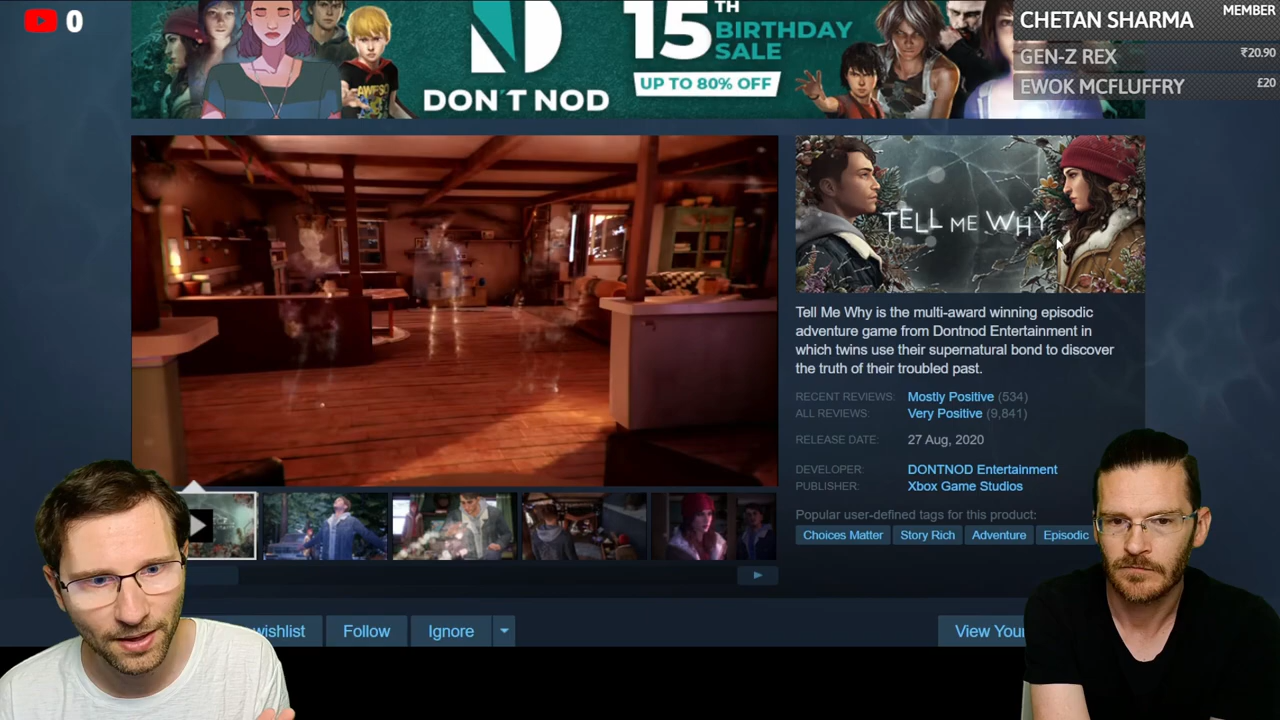 0
DON'T NOD
15TH BIRTHDAY SALE
UP TO 80% OFF
AWESOME
CHETAN SHARMA MEMBER
GEN-Z REX ₹20.90
EWOK MCFLUFFRY £20
TELL ME WHY
Tell Me Why is the multi-award winning episodic
adventure game from Dontnod Entertainment in
which twins use their supernatural bond to discover
the truth of their troubled past.
RECENT REVIEWS: Mostly Positive (534)
ALL REVIEWS: Very Positive (9,841)
RELEASE DATE: 27 Aug, 2020
DEVELOPER: DONTNOD Entertainment
PUBLISHER: Xbox Game Studios
Popular user-defined tags for this product:
Choices Matter Story Rich Adventure Episodic
wishlist Follow Ignore View Your